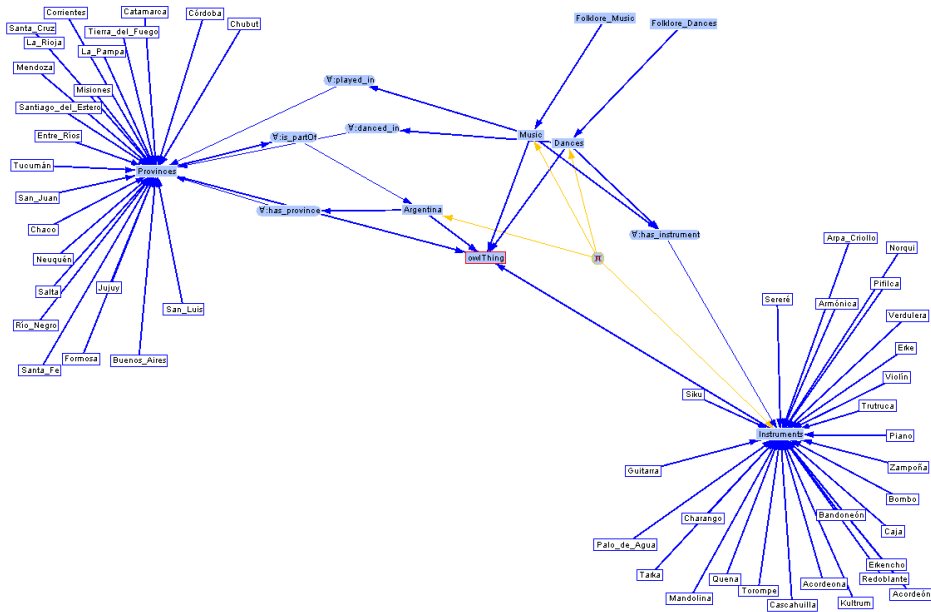 Corrientes
Catamarca
Córdoba
Folklore_Music
Folklore_Dances
Santa_Cruz
Tierra_del_Fuego
Chubut
La_Rioja
La_Pampa
Mendoza
Misiones
∀:played_in
Santiago_del_Estero
∀:danced_in
Entre_Ríos
∀:is_partOf
Music
Dances
Tucumán
Provinces
San_Juan
∀:has_province
Argentina
Chaco
∀:has_instrument
Arpa_Criollo
Norquí
Neuquén
owlThing
π
Pifilca
Salta
Jujuy
San_Luis
Sereré
Armónica
Río_Negro
Verdulera
Santa_Fe
Formosa
Buenos_Aires
Erke
Violín
Siku
Trutruca
Instruments
Piano
Guitarra
Zampoña
Bombo
Charango
Bandoneón
Caja
Palo_de_Agua
Tarka
Quena
Erkencho
Mandolina
Torompe
Acordeona
Redoblante
Cascahuilla
Kultrum
Acordeón